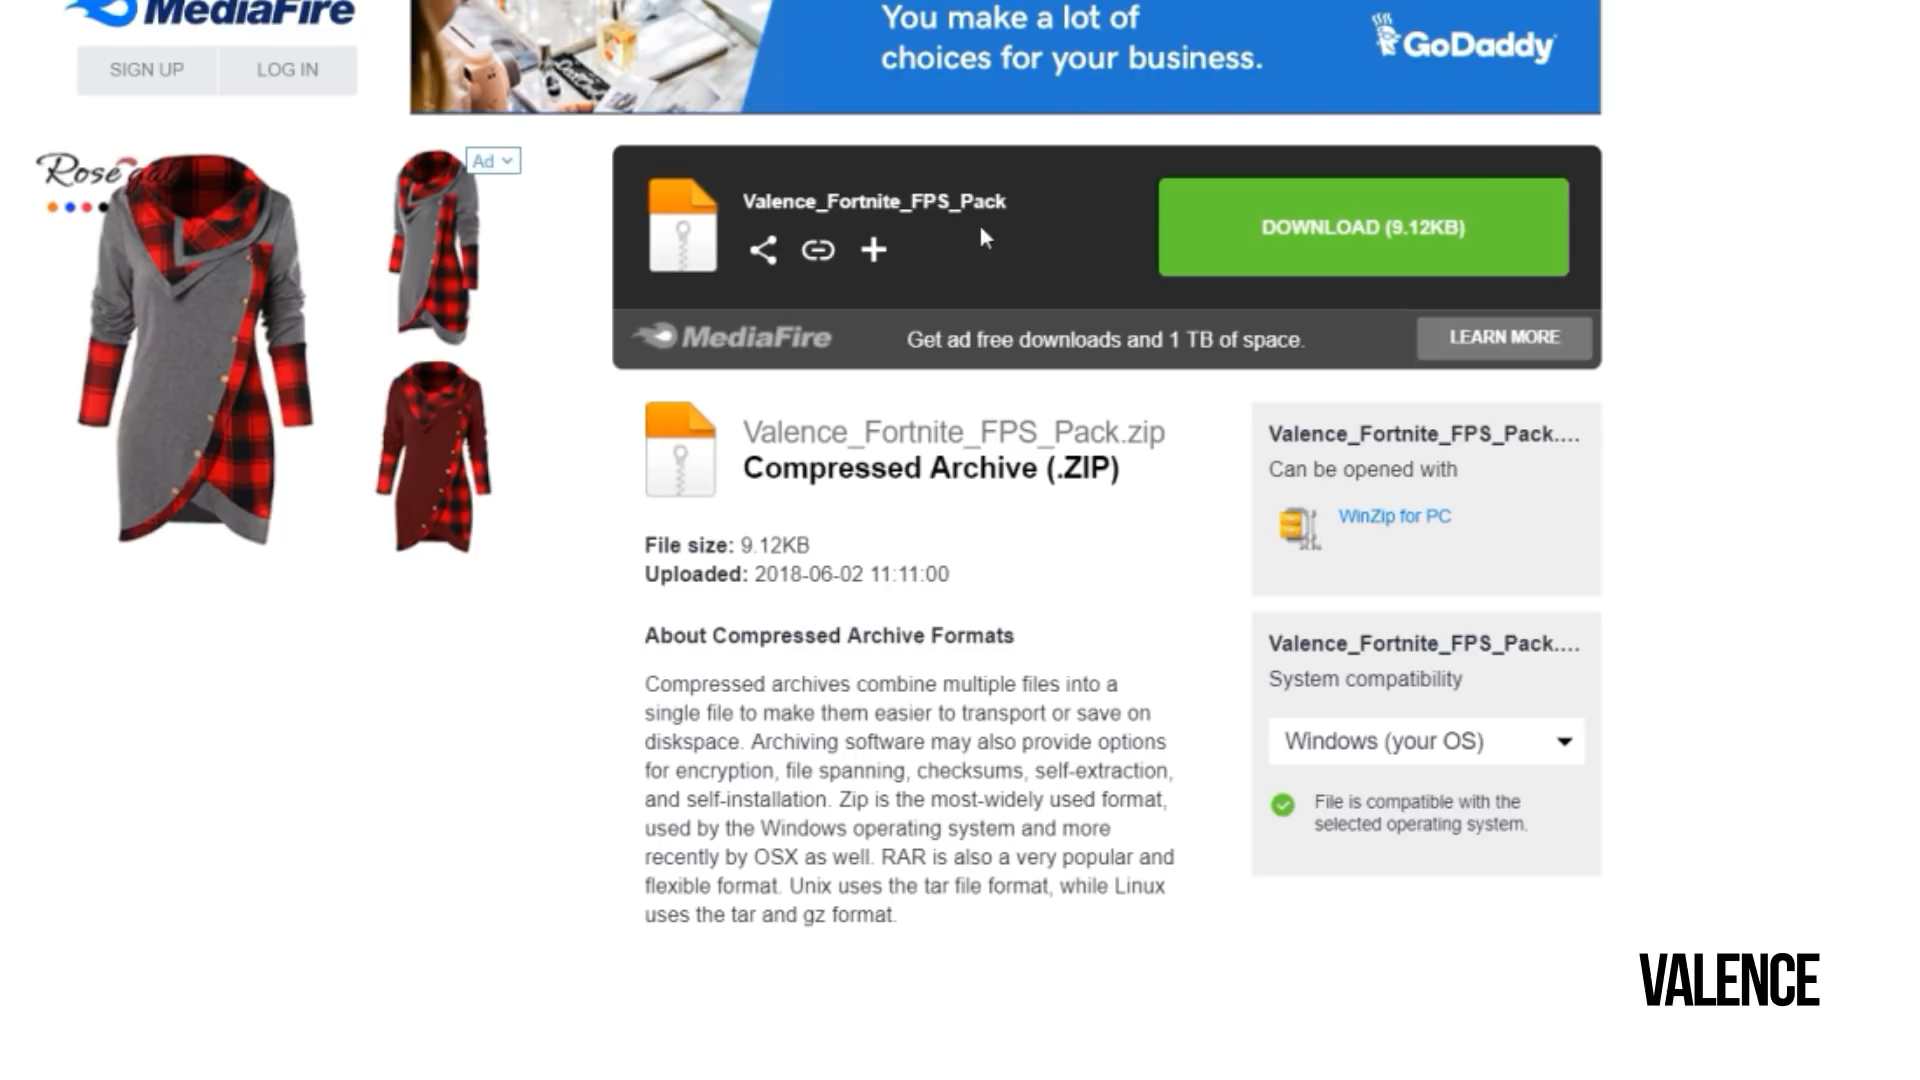 MediaFire
SIGN UP
LOG IN
You make a lot of
choices for your business.
GoDaddy
Rosegal
Ad
Valence_Fortnite_FPS_Pack
DOWNLOAD (9.12KB)
MediaFire
Get ad free downloads and 1 TB of space.
LEARN MORE
Valence_Fortnite_FPS_Pack.zip
Compressed Archive (.ZIP)
File size: 9.12KB
Uploaded: 2018-06-02 11:11:00
About Compressed Archive Formats
Compressed archives combine multiple files into a
single file to make them easier to transport or save on
diskspace. Archiving software may also provide options
for encryption, file spanning, checksums, self-extraction,
and self-installation. Zip is the most-widely used format,
used by the Windows operating system and more
recently by OSX as well. RAR is also a very popular and
flexible format. Unix uses the tar file format, while Linux
uses the tar and gz format.
Valence_Fortnite_FPS_Pack....
Can be opened with
WinZip for PC
Valence_Fortnite_FPS_Pack....
System compatibility
Windows (your OS)
File is compatible with the
selected operating system.
VALENCE